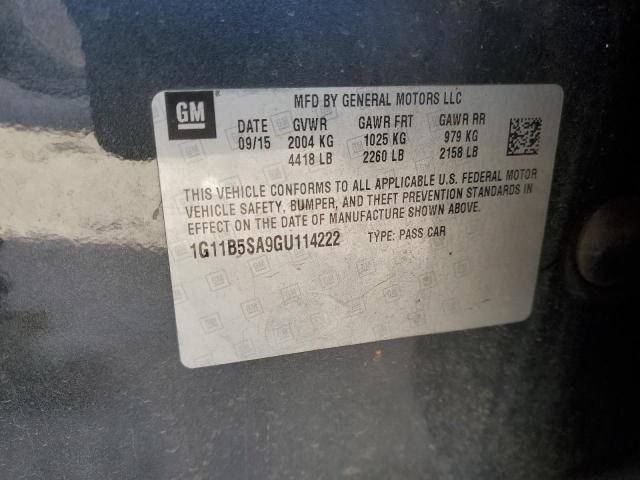 GM
MFD BY GENERAL MOTORS LLC
DATE GVWR GAWR FRT GAWR RR
09/15 2004 KG 1025 KG 979 KG
4418 LB 2260 LB 2158 LB
THIS VEHICLE CONFORMS TO ALL APPLICABLE U.S. FEDERAL MOTOR
VEHICLE SAFETY, BUMPER, AND THEFT PREVENTION STANDARDS IN
EFFECT ON THE DATE OF MANUFACTURE SHOWN ABOVE.
1G11B5SA9GU114222 TYPE: PASS CAR